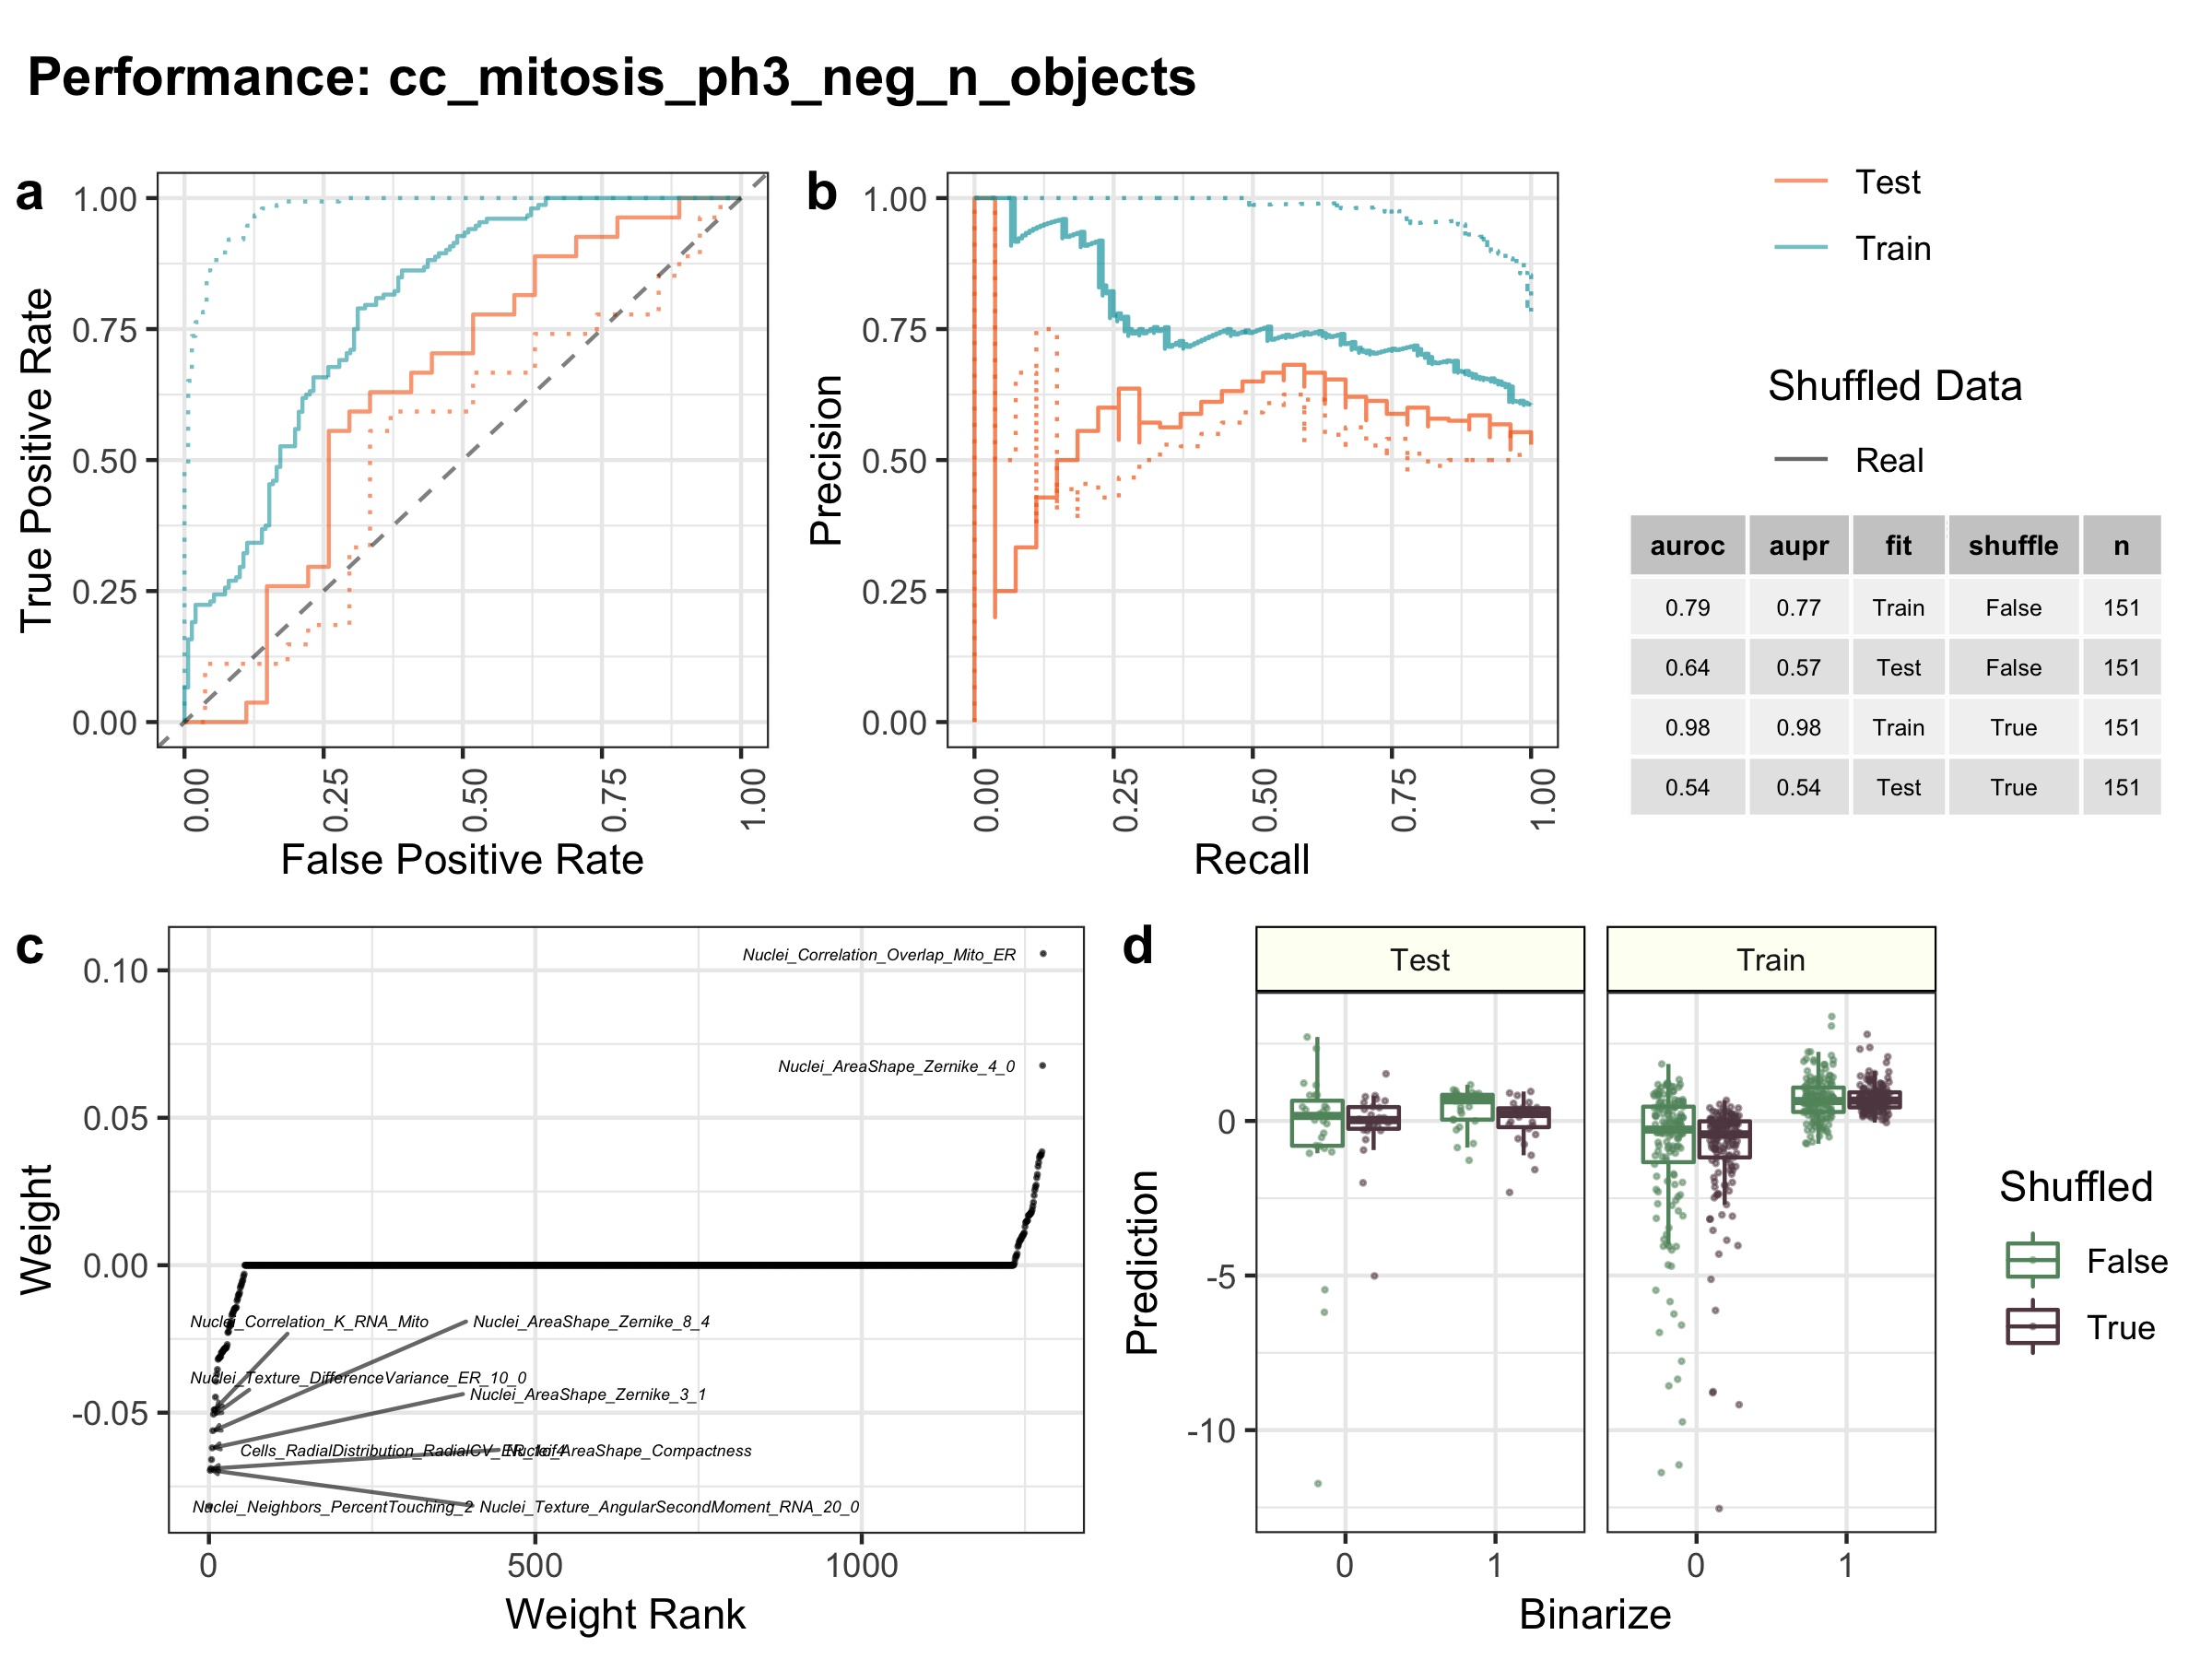 Performance: cc_mitosis_ph3_neg_n_objects
a
1.00
0.75
0.50
0.25
0.00
True Positive Rate
0.00
0.25
0.50
0.75
1.00
False Positive Rate
b
1.00
0.75
0.50
0.25
0.00
Precision
0.00
0.25
0.50
0.75
1.00
Recall
Test
Train
Shuffled Data
Real
auroc aupr fit shuffle n
0.79 0.77 Train False 151
0.64 0.57 Test False 151
0.98 0.98 Train True 151
0.54 0.54 Test True 151
c
0.10
0.05
0.00
-0.05
Weight
Nuclei_Correlation_Overlap_Mito_ER
Nuclei_AreaShape_Zernike_4_0
Nuclei_Correlation_K_RNA_Mito
Nuclei_AreaShape_Zernike_8_4
Nuclei_Texture_DifferenceVariance_ER_10_0
Nuclei_AreaShape_Zernike_3_1
Cells_RadialDistribution_RadialCV_ER_1of4
Nuclei_AreaShape_Compactness
Nuclei_Neighbors_PercentTouching_2
Nuclei_Texture_AngularSecondMoment_RNA_20_0
0
500
1000
Weight Rank
d
Test
Train
0
-5
-10
Prediction
0
1
0
1
Binarize
Shuffled
False
True